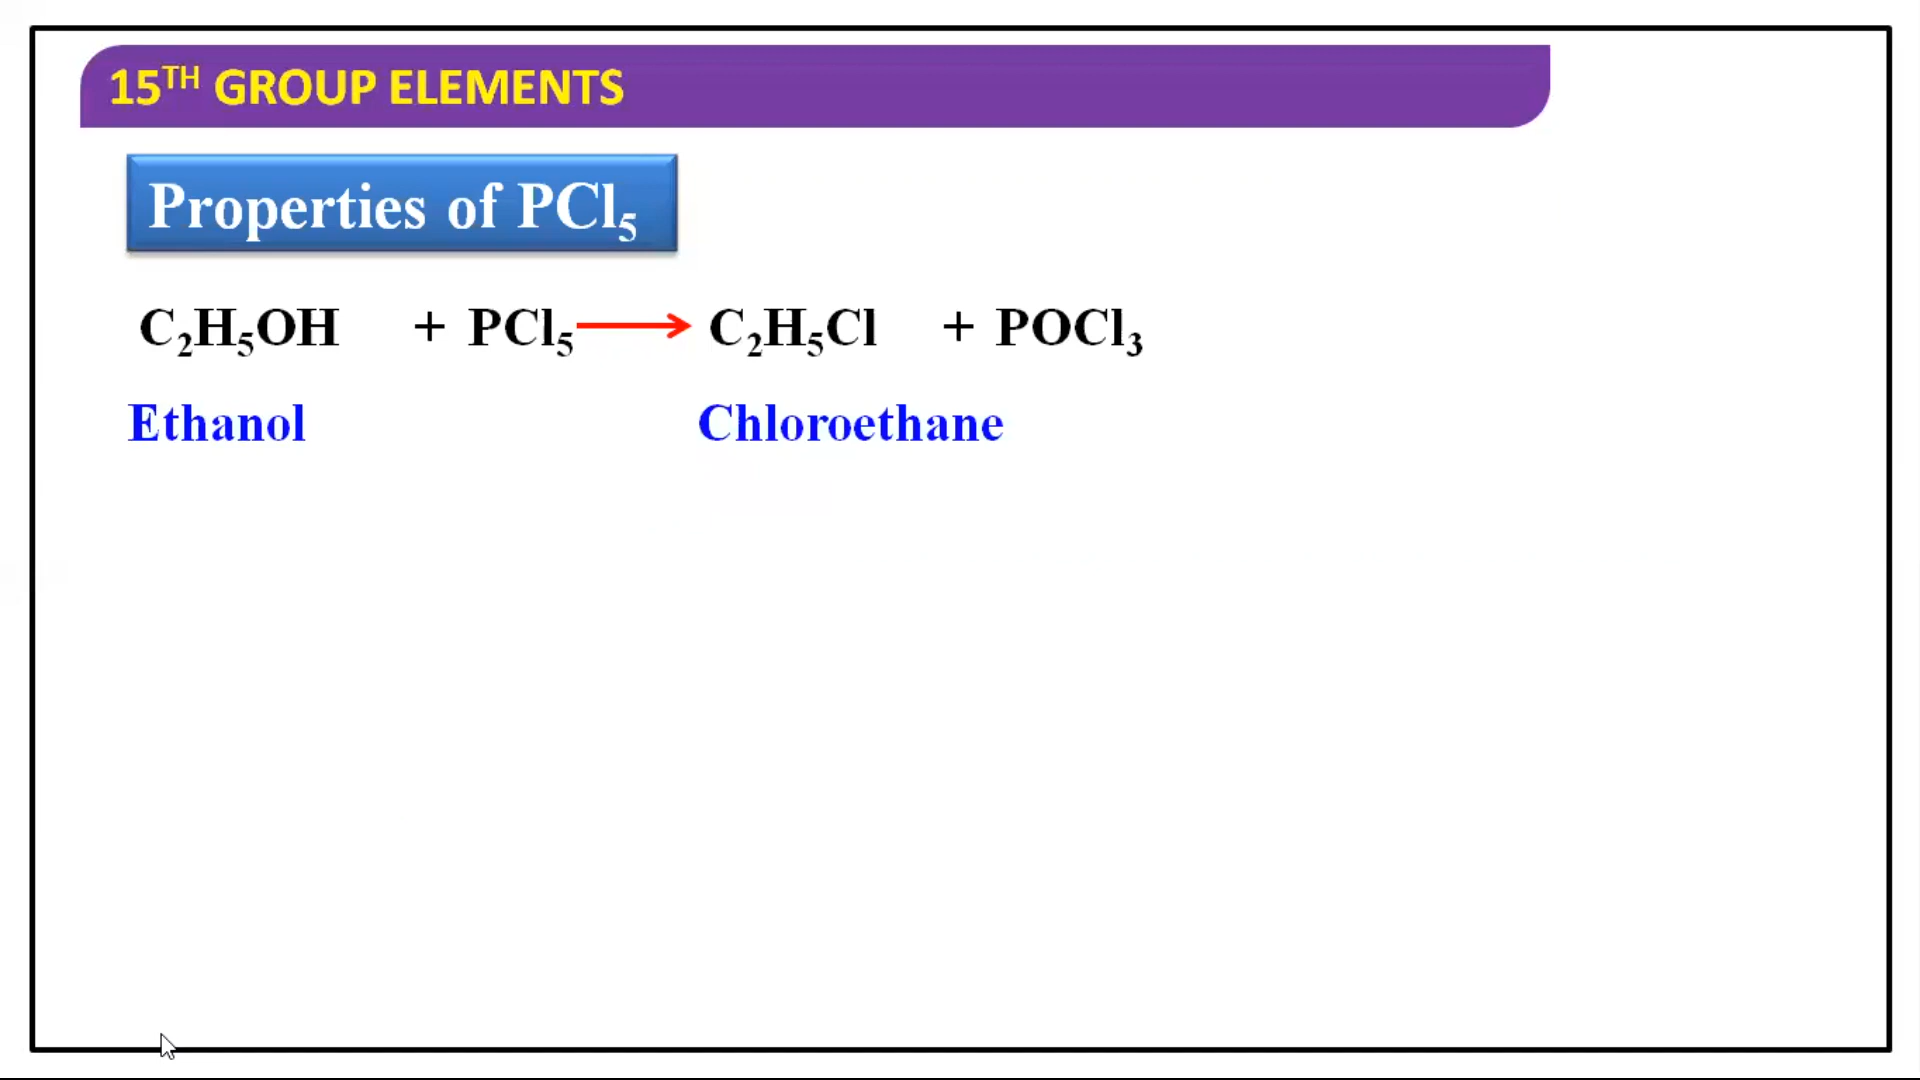 15TH GROUP ELEMENTS
Properties of PCl₅
C₂H₅OH + PCl₅ → C₂H₅Cl + POCl₃
Ethanol Chloroethane